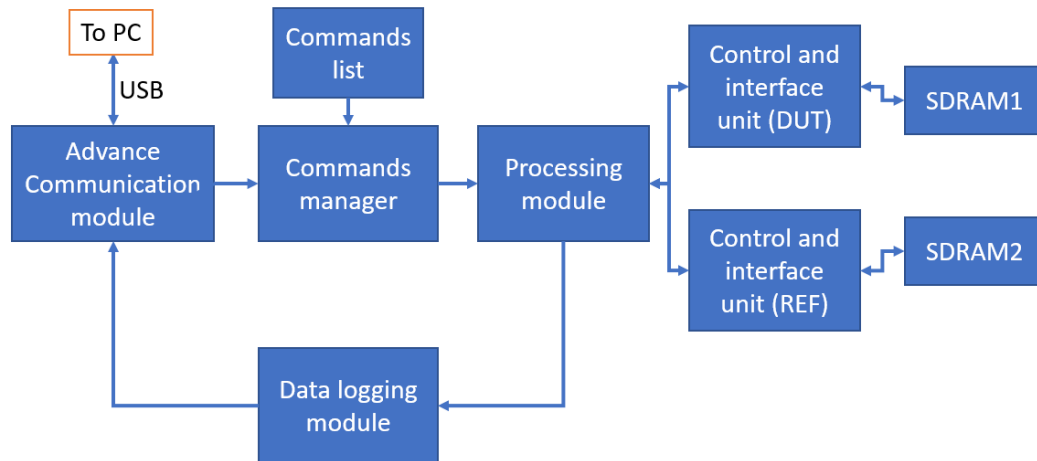 To PC
USB
Commands
list
Advance
Communication
module
Commands
manager
Processing
module
Control and
interface
unit (DUT)
SDRAM1
Control and
interface
unit (REF)
SDRAM2
Data logging
module